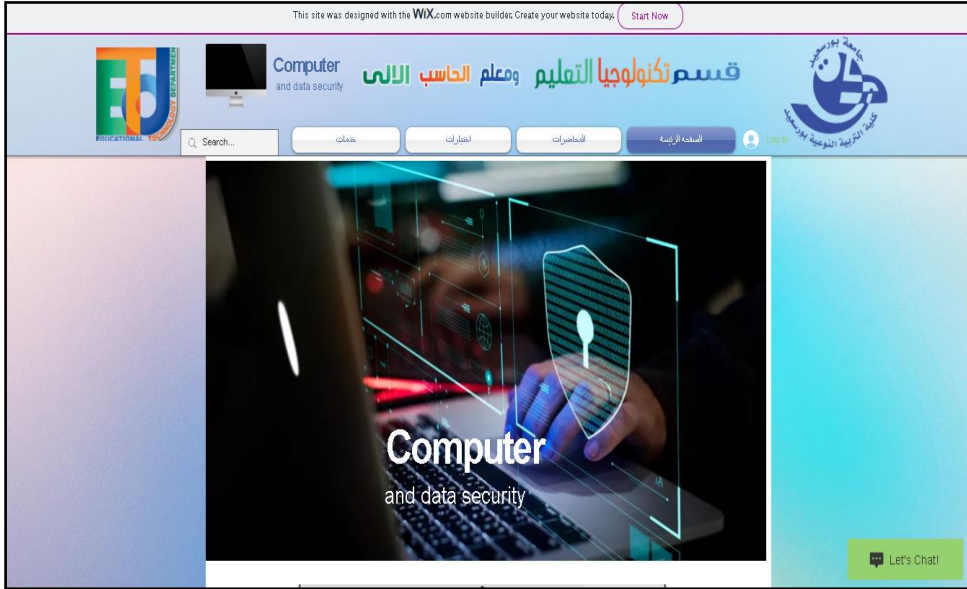 This site was designed with the WiX.com website builder. Create your website today. Start Now
EDUCATIONAL TECHNOLOGY DEPARTMENT
Computer
and data security
قسم تكنولوجيا التعليم ومعلم الحاسب الالى
جامعة بورسعيد
كلية التربية النوعية بورسعيد
Search...
خدمات
اختبارات
المحاضرات
الصفحه الرئيسه
Log In
Computer
and data security
Let's Chat!